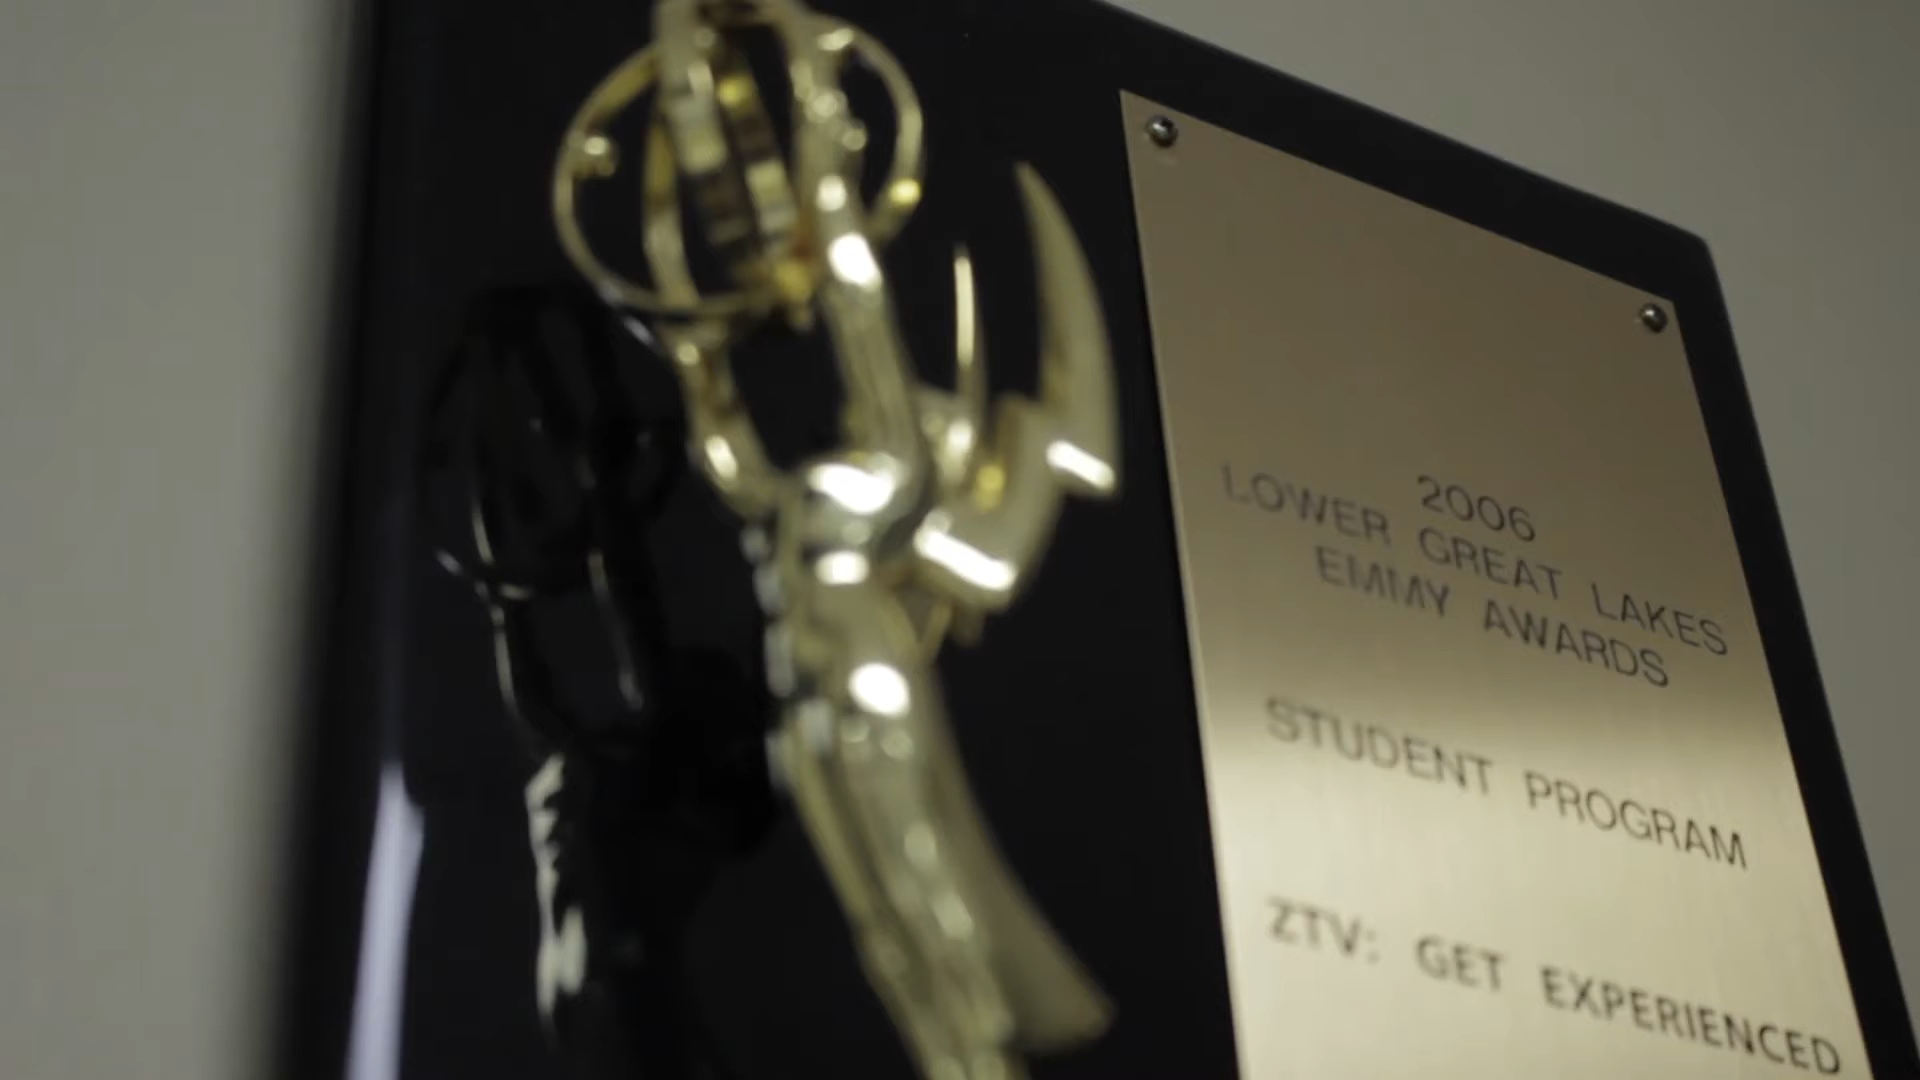 2006
LOWER GREAT LAKES
EMMY AWARDS
STUDENT PROGRAM
ZTV: GET EXPERIENCED